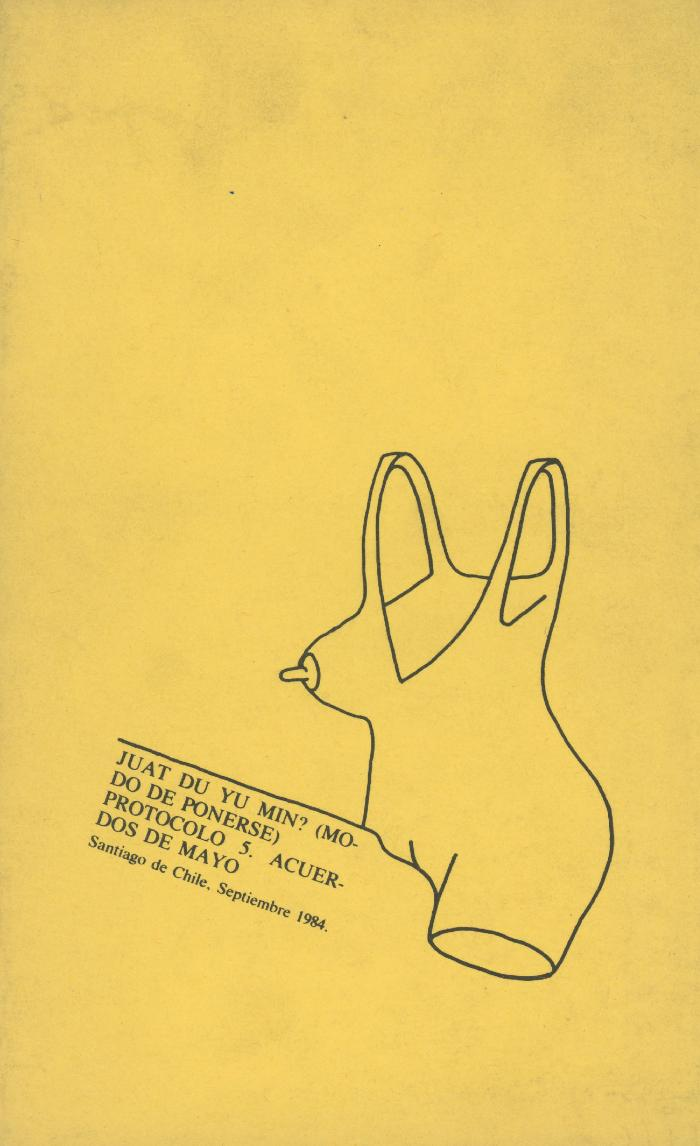 JUAT DU YU MIN? (MO-
DO DE PONERSE)
PROTOCOLO 5. ACUER-
DOS DE MAYO
Santiago de Chile, Septiembre 1984.